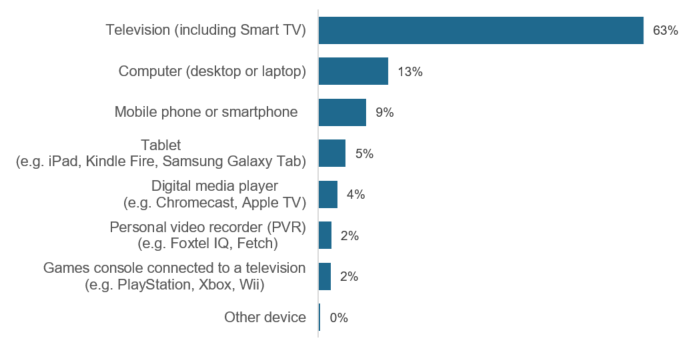 Television (including Smart TV) 63%
Computer (desktop or laptop) 13%
Mobile phone or smartphone 9%
Tablet
(e.g. iPad, Kindle Fire, Samsung Galaxy Tab) 5%
Digital media player
(e.g. Chromecast, Apple TV) 4%
Personal video recorder (PVR)
(e.g. Foxtel IQ, Fetch) 2%
Games console connected to a television
(e.g. PlayStation, Xbox, Wii) 2%
Other device 0%